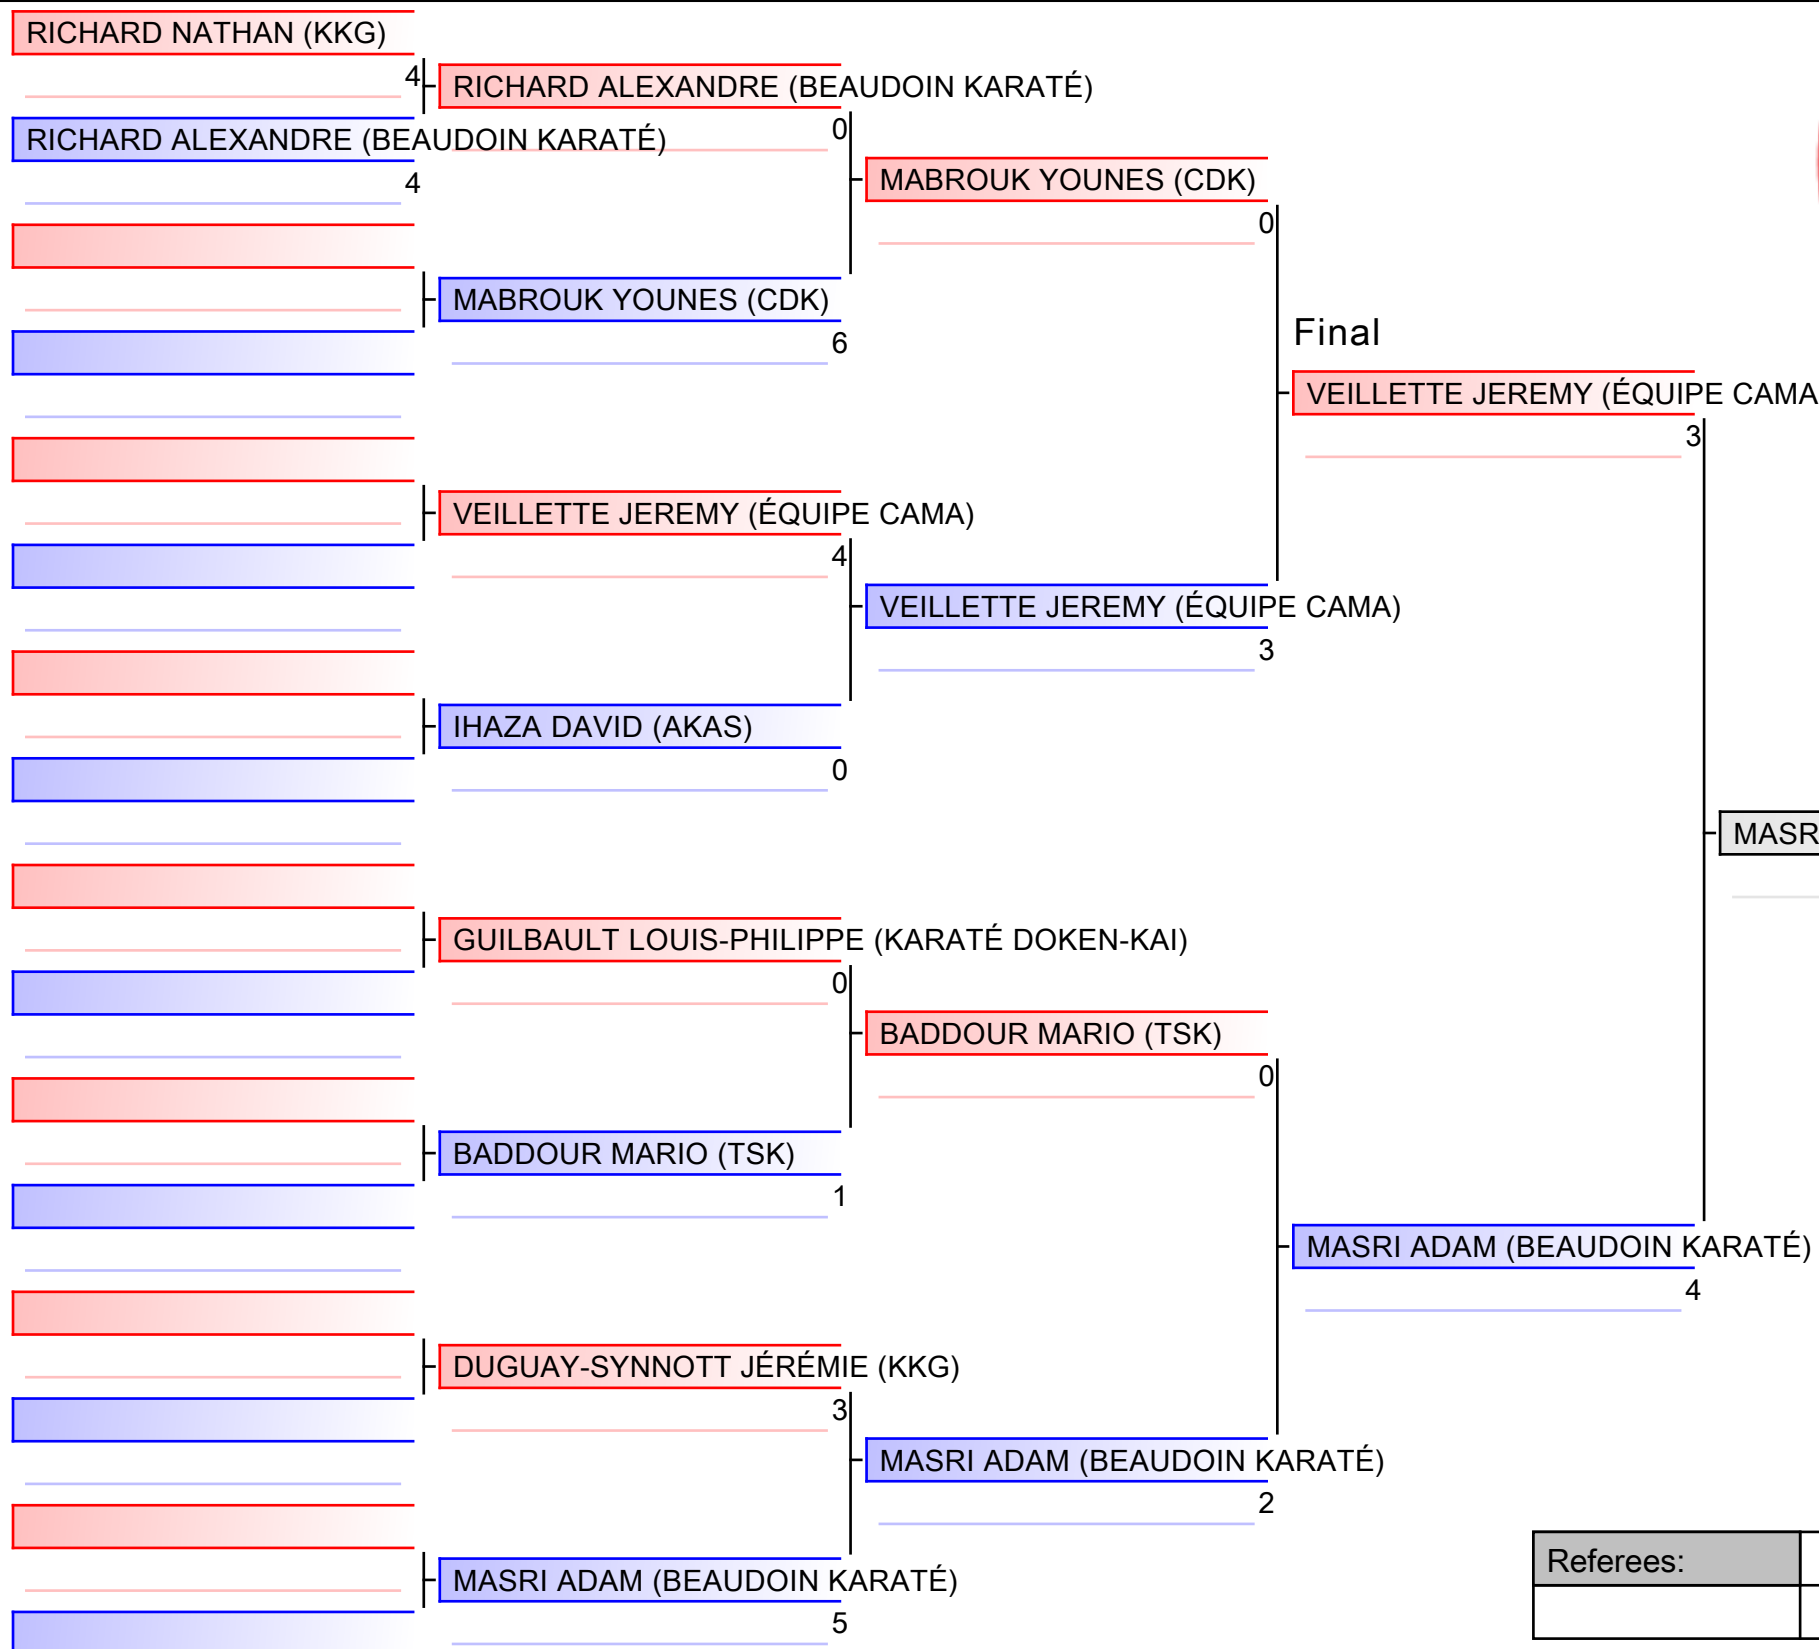 RICHARD NATHAN (KKG)
4
RICHARD ALEXANDRE (BEAUDOIN KARATÉ)
4
RICHARD ALEXANDRE (BEAUDOIN KARATÉ)
0
MABROUK YOUNES (CDK)
6
VEILLETTE JEREMY (ÉQUIPE CAMA)
4
IHAZA DAVID (AKAS)
0
GUILBAULT LOUIS-PHILIPPE (KARATÉ DOKEN-KAI)
0
BADDOUR MARIO (TSK)
1
DUGUAY-SYNNOTT JÉRÉMIE (KKG)
3
MASRI ADAM (BEAUDOIN KARATÉ)
5
MABROUK YOUNES (CDK)
0
VEILLETTE JEREMY (ÉQUIPE CAMA)
3
BADDOUR MARIO (TSK)
0
MASRI ADAM (BEAUDOIN KARATÉ)
2
Final
VEILLETTE JEREMY (ÉQUIPE CAMA
3
MASRI ADAM (BEAUDOIN KARATÉ)
4
MASR
Referees: